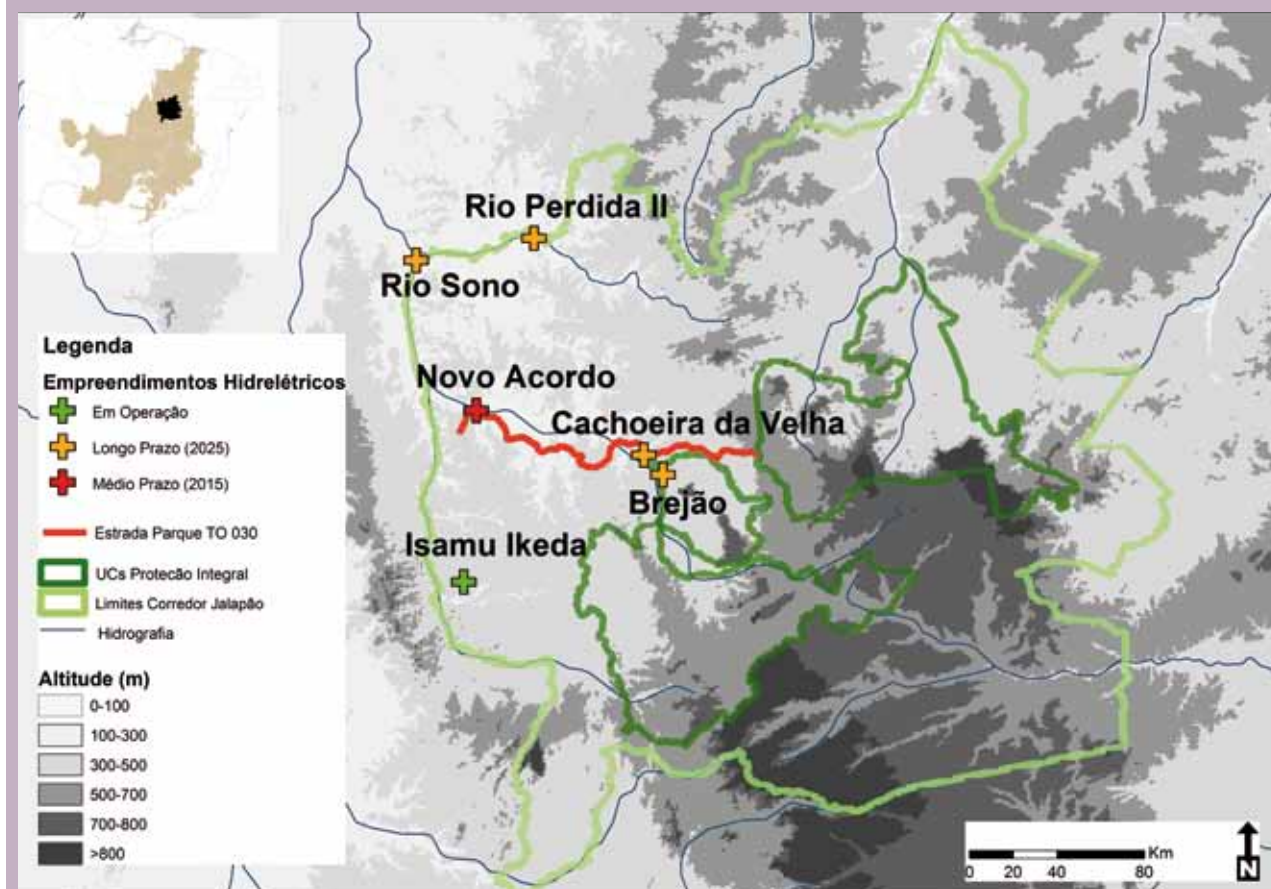 Rio Perdida II
Rio Sono
Legenda
Empreendimentos Hidrelétricos
Em Operação
Longo Prazo (2025)
Médio Prazo (2015)
Estrada Parque TO 030
UCs Protecão Integral
Limites Corredor Jalapão
Hidrografia
Altitude (m)
0-100
100-300
300-500
500-700
700-800
>800
Novo Acordo
Cachoeira da Velha
Brejão
Isamu Ikeda
Km
0 20 40 80
N